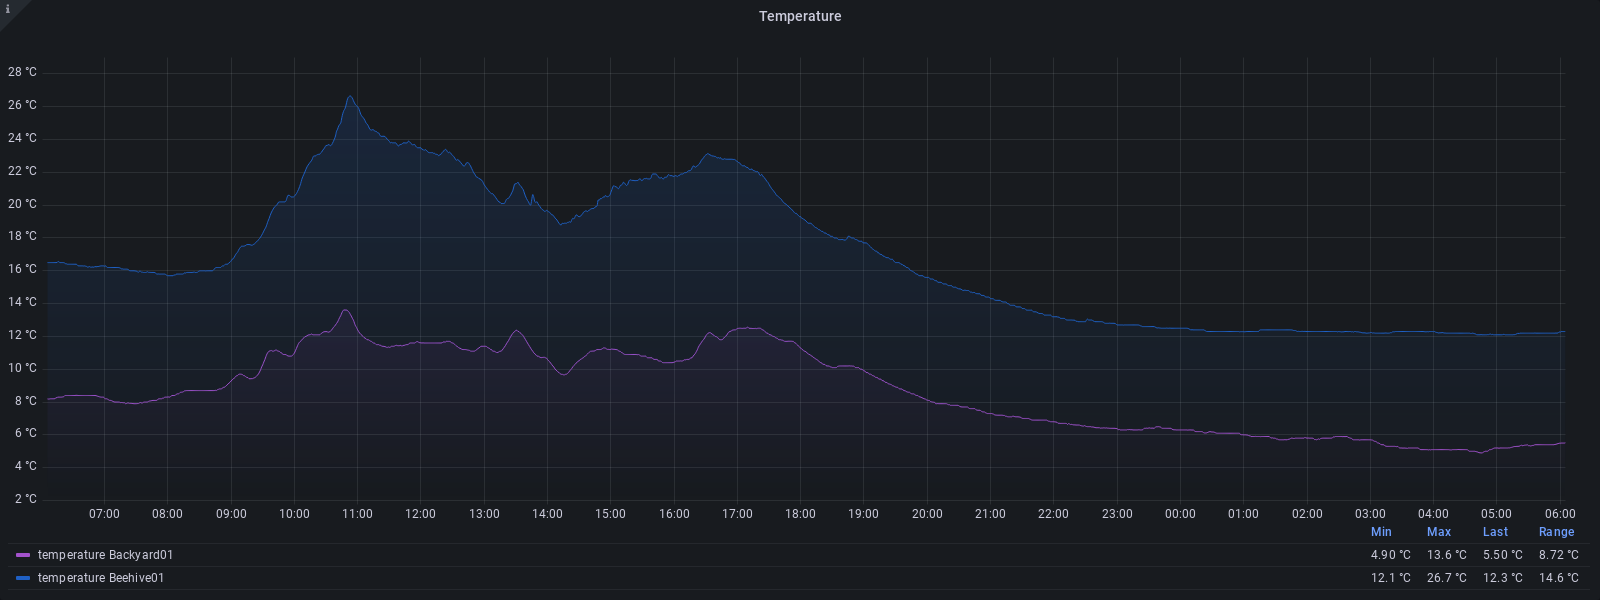 i
Temperature
28 °C
26 °C
24 °C
22 °C
20 °C
18 °C
16 °C
14 °C
12 °C
10 °C
8 °C
6 °C
4 °C
2 °C
07:00 08:00 09:00 10:00 11:00 12:00 13:00 14:00 15:00 16:00 17:00 18:00 19:00 20:00 21:00 22:00 23:00 00:00 01:00 02:00 03:00 04:00 05:00 06:00
Min Max Last Range
temperature Backyard01 4.90 °C 13.6 °C 5.50 °C 8.72 °C
temperature Beehive01 12.1 °C 26.7 °C 12.3 °C 14.6 °C